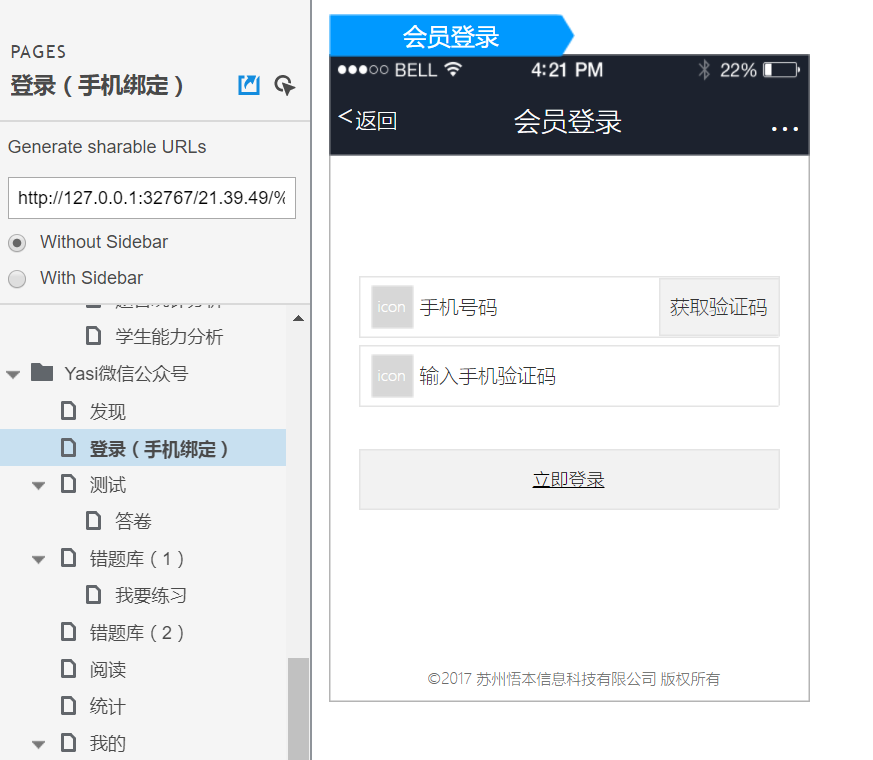 PAGES
登录（手机绑定）
Generate sharable URLs
http://127.0.0.1:32767/21.39.49/%
Without Sidebar
With Sidebar
学生能力分析
Yasi微信公众号
发现
登录（手机绑定）
测试
答卷
错题库（1）
我要练习
错题库（2）
阅读
统计
我的
会员登录
BELL 4:21 PM 22%
<返回 会员登录 ...
icon 手机号码 获取验证码
icon 输入手机验证码
立即登录
©2017 苏州悟本信息科技有限公司 版权所有